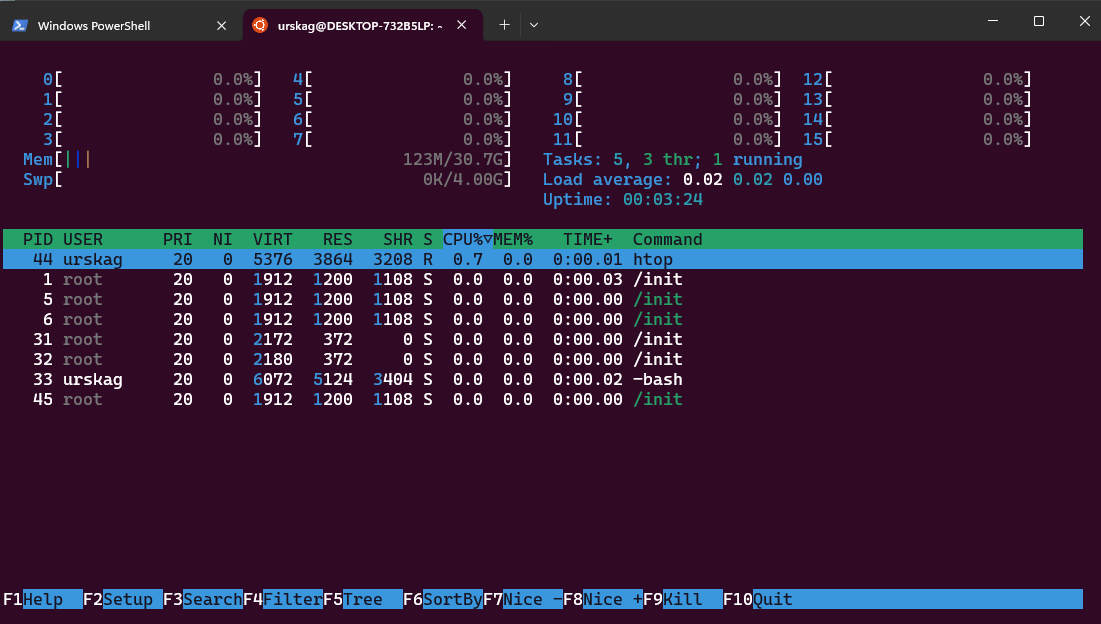 Windows PowerShell urskag@DESKTOP-732B5LP: ~
0[ 0.0%] 4[ 0.0%] 8[ 0.0%] 12[ 0.0%]
1[ 0.0%] 5[ 0.0%] 9[ 0.0%] 13[ 0.0%]
2[ 0.0%] 6[ 0.0%] 10[ 0.0%] 14[ 0.0%]
3[ 0.0%] 7[ 0.0%] 11[ 0.0%] 15[ 0.0%]
Mem[||| 123M/30.7G] Tasks: 5, 3 thr; 1 running
Swp[ 0K/4.00G] Load average: 0.02 0.02 0.00
Uptime: 00:03:24
PID USER PRI NI VIRT RES SHR S CPU%▽MEM% TIME+ Command
44 urskag 20 0 5376 3864 3208 R 0.7 0.0 0:00.01 htop
1 root 20 0 1912 1200 1108 S 0.0 0.0 0:00.03 /init
5 root 20 0 1912 1200 1108 S 0.0 0.0 0:00.00 /init
6 root 20 0 1912 1200 1108 S 0.0 0.0 0:00.00 /init
31 root 20 0 2172 372 0 S 0.0 0.0 0:00.00 /init
32 root 20 0 2180 372 0 S 0.0 0.0 0:00.00 /init
33 urskag 20 0 6072 5124 3404 S 0.0 0.0 0:00.02 -bash
45 root 20 0 1912 1200 1108 S 0.0 0.0 0:00.00 /init
F1Help F2Setup F3SearchF4FilterF5Tree F6SortByF7Nice -F8Nice +F9Kill F10Quit